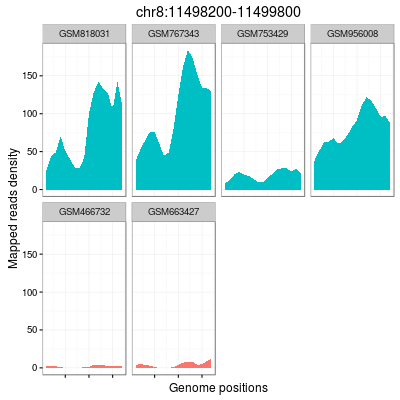 chr8:11498200-11499800
GSM818031 GSM767343 GSM753429 GSM956008
150
100
50
0
GSM466732 GSM663427
150
100
50
0
Mapped reads density
Genome positions